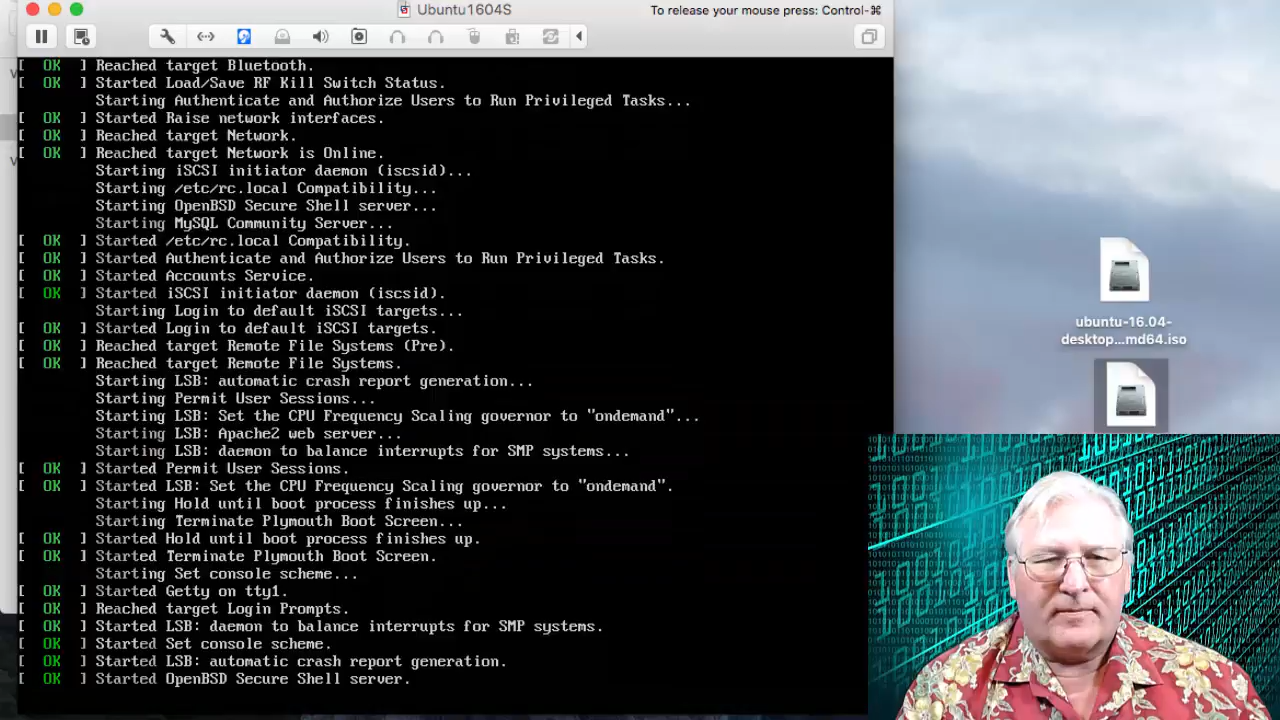 Ubuntu1604S
To release your mouse press: Control-⌘
[ OK ] Reached target Bluetooth.
[ OK ] Started Load/Save RF Kill Switch Status.
Starting Authenticate and Authorize Users to Run Privileged Tasks...
[ OK ] Started Raise network interfaces.
[ OK ] Reached target Network.
[ OK ] Reached target Network is Online.
Starting iSCSI initiator daemon (iscsid)...
Starting /etc/rc.local Compatibility...
Starting OpenBSD Secure Shell server...
Starting MySQL Community Server...
[ OK ] Started /etc/rc.local Compatibility.
[ OK ] Started Authenticate and Authorize Users to Run Privileged Tasks.
[ OK ] Started Accounts Service.
[ OK ] Started iSCSI initiator daemon (iscsid).
Starting Login to default iSCSI targets...
[ OK ] Started Login to default iSCSI targets.
[ OK ] Reached target Remote File Systems (Pre).
[ OK ] Reached target Remote File Systems.
Starting LSB: automatic crash report generation...
Starting Permit User Sessions...
Starting LSB: Set the CPU Frequency Scaling governor to "ondemand"...
Starting LSB: Apache2 web server...
Starting LSB: daemon to balance interrupts for SMP systems...
[ OK ] Started Permit User Sessions.
[ OK ] Started LSB: Set the CPU Frequency Scaling governor to "ondemand".
Starting Hold until boot process finishes up...
Starting Terminate Plymouth Boot Screen...
[ OK ] Started Hold until boot process finishes up.
[ OK ] Started Terminate Plymouth Boot Screen.
Starting Set console scheme...
[ OK ] Started Getty on tty1.
[ OK ] Reached target Login Prompts.
[ OK ] Started LSB: daemon to balance interrupts for SMP systems.
[ OK ] Started Set console scheme.
[ OK ] Started LSB: automatic crash report generation.
[ OK ] Started OpenBSD Secure Shell server.
ubuntu-16.04-
desktop...md64.iso